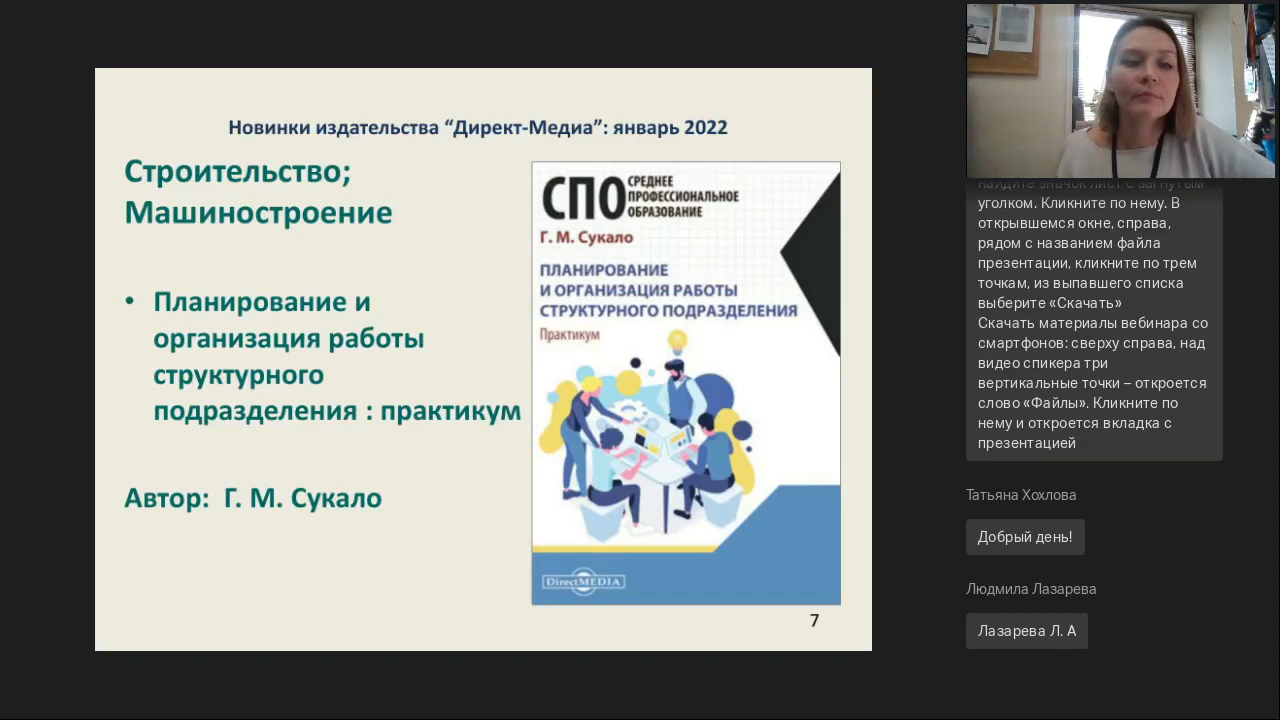 Новинки издательства “Директ-Медиа”: январь 2022
Строительство;
Машиностроение
• Планирование и
организация работы
структурного
подразделения : практикум
Автор: Г. М. Сукало
СПО СРЕДНЕЕ
ПРОФЕССИОНАЛЬНОЕ
ОБРАЗОВАНИЕ
Г. М. Сукало
ПЛАНИРОВАНИЕ
И ОРГАНИЗАЦИЯ РАБОТЫ
СТРУКТУРНОГО ПОДРАЗДЕЛЕНИЯ
Практикум
DirectMEDIA
7
найдите значок лист с загнутым
уголком. Кликните по нему. В
открывшемся окне, справа,
рядом с названием файла
презентации, кликните по трем
точкам, из выпавшего списка
выберите «Скачать»
Скачать материалы вебинара со
смартфонов: сверху справа, над
видео спикера три
вертикальные точки – откроется
слово «Файлы». Кликните по
нему и откроется вкладка с
презентацией
Татьяна Хохлова
Добрый день!
Людмила Лазарева
Лазарева Л. А